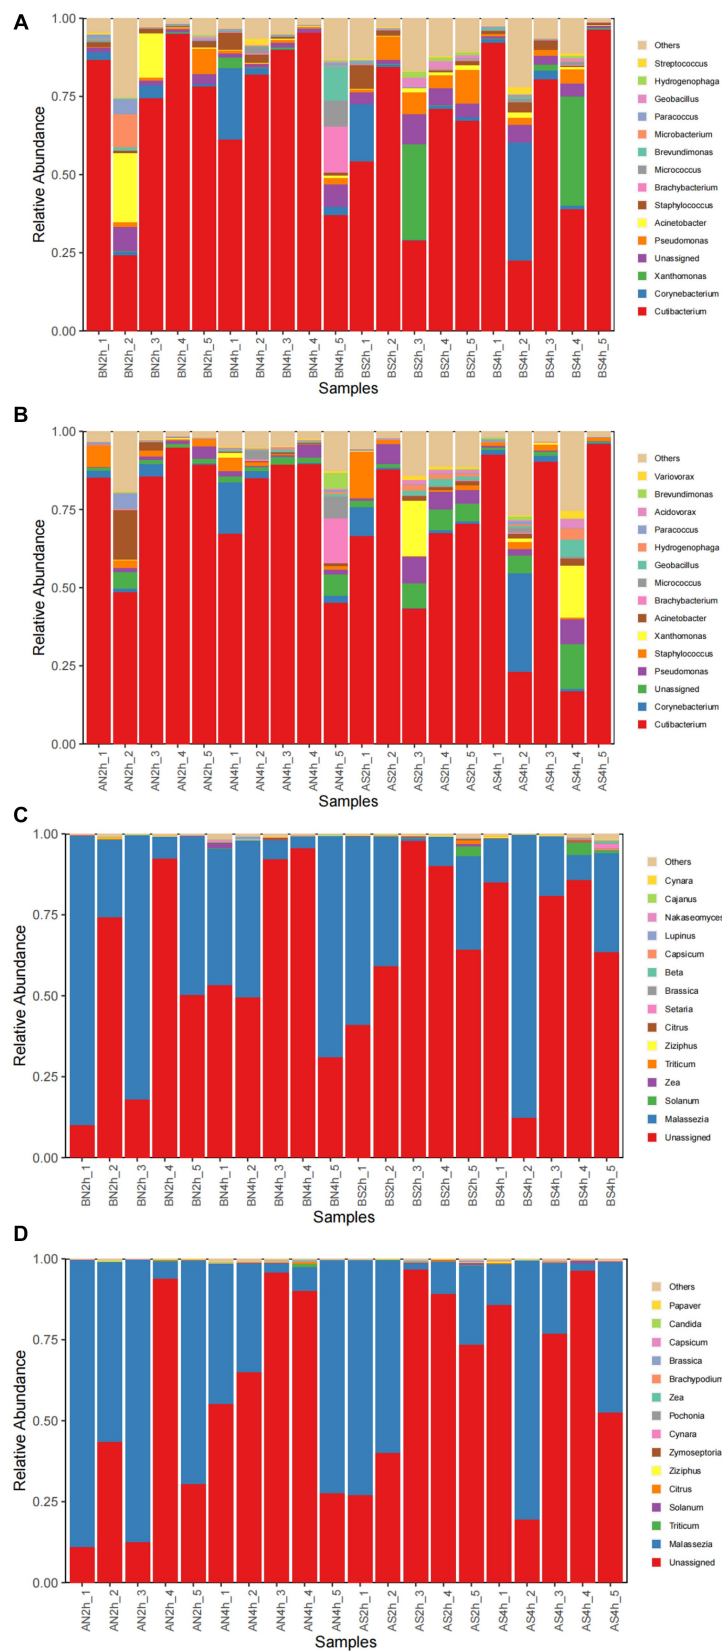 A
Relative Abundance
1.00
0.75
0.50
0.25
0.00
BN2h_1
BN2h_2
BN2h_3
BN2h_4
BN2h_5
BN4h_1
BN4h_2
BN4h_3
BN4h_4
BN4h_5
BS2h_1
BS2h_2
BS2h_3
BS2h_4
BS2h_5
BS4h_1
BS4h_2
BS4h_3
BS4h_4
BS4h_5
Samples
Others
Streptococcus
Hydrogenophaga
Geobacillus
Paracoccus
Microbacterium
Brevundimonas
Micrococcus
Brachybacterium
Staphylococcus
Acinetobacter
Pseudomonas
Unassigned
Xanthomonas
Corynebacterium
Cutibacterium
B
Relative Abundance
1.00
0.75
0.50
0.25
0.00
AN2h_1
AN2h_2
AN2h_3
AN2h_4
AN2h_5
AN4h_1
AN4h_2
AN4h_3
AN4h_4
AN4h_5
AS2h_1
AS2h_2
AS2h_3
AS2h_4
AS2h_5
AS4h_1
AS4h_2
AS4h_3
AS4h_4
AS4h_5
Samples
Others
Variovorax
Brevundimonas
Acidovorax
Paracoccus
Hydrogenophaga
Geobacillus
Micrococcus
Brachybacterium
Acinetobacter
Xanthomonas
Staphylococcus
Pseudomonas
Unassigned
Corynebacterium
Cutibacterium
C
Relative Abundance
1.00
0.75
0.50
0.25
0.00
BN2h_1
BN2h_2
BN2h_3
BN2h_4
BN2h_5
BN4h_1
BN4h_2
BN4h_3
BN4h_4
BN4h_5
BS2h_1
BS2h_2
BS2h_3
BS2h_4
BS2h_5
BS4h_1
BS4h_2
BS4h_3
BS4h_4
BS4h_5
Samples
Others
Cynara
Cajanus
Nakaseomyces
Lupinus
Capsicum
Beta
Brassica
Setaria
Citrus
Ziziphus
Triticum
Zea
Solanum
Malassezia
Unassigned
D
Relative Abundance
1.00
0.75
0.50
0.25
0.00
AN2h_1
AN2h_2
AN2h_3
AN2h_4
AN2h_5
AN4h_1
AN4h_2
AN4h_3
AN4h_4
AN4h_5
AS2h_1
AS2h_2
AS2h_3
AS2h_4
AS2h_5
AS4h_1
AS4h_2
AS4h_3
AS4h_4
AS4h_5
Samples
Others
Papaver
Candida
Capsicum
Brassica
Brachypodium
Zea
Pochonia
Cynara
Zymoseptoria
Ziziphus
Citrus
Solanum
Triticum
Malassezia
Unassigned